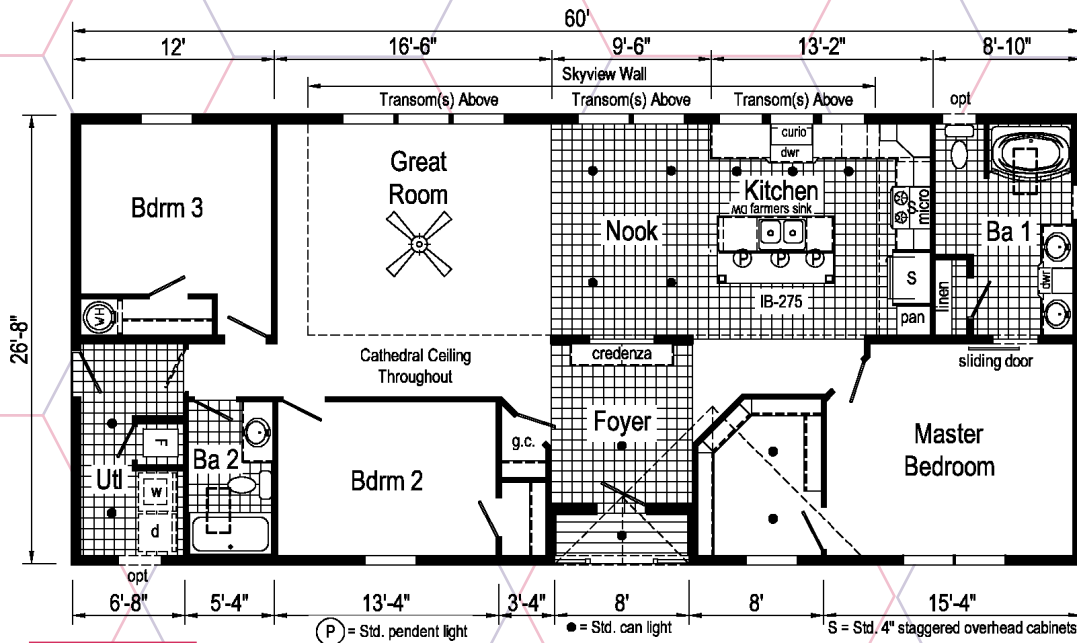 60'
12' 16'-6" 9'-6" 13'-2" 8'-10"
Skyview Wall
Transom(s) Above Transom(s) Above Transom(s) Above opt
26'-8"
Bdrm 3
Great
Room
Nook
curio
dwr
Kitchen
DW farmers sink
P P P
IB-275
S
micro
S
pan
Ba 1
dwr
linen
HW
Cathedral Ceiling
Throughout
credenza
sliding door
Foyer
g.c.
Master
Bedroom
Utl
F
w
d
Ba 2
Bdrm 2
opt
6'-8" 5'-4" 13'-4" 3'-4" 8' 8' 15'-4"
P = Std. pendent light ● = Std. can light S = Std. 4" staggered overhead cabinets